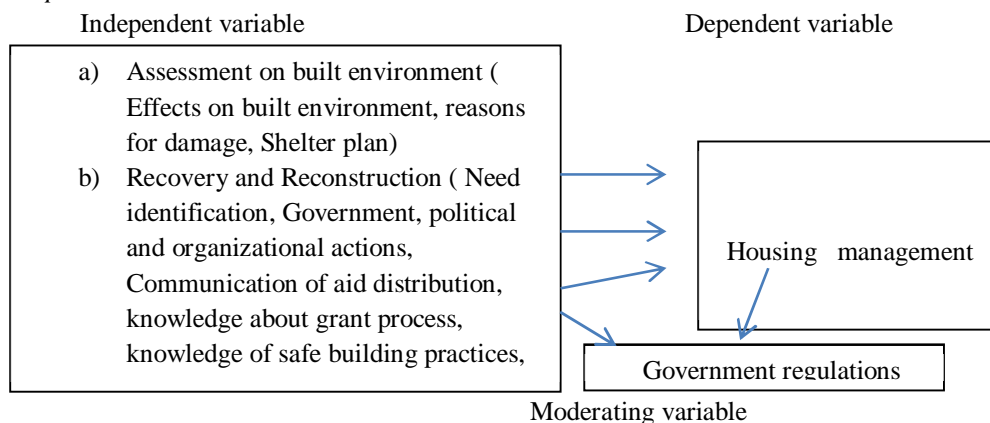 Independent variable
Dependent variable
a) Assessment on built environment (
Effects on built environment, reasons
for damage, Shelter plan)
b) Recovery and Reconstruction ( Need
identification, Government, political
and organizational actions,
Communication of aid distribution,
knowledge about grant process,
knowledge of safe building practices,
Housing management
Government regulations
Moderating variable